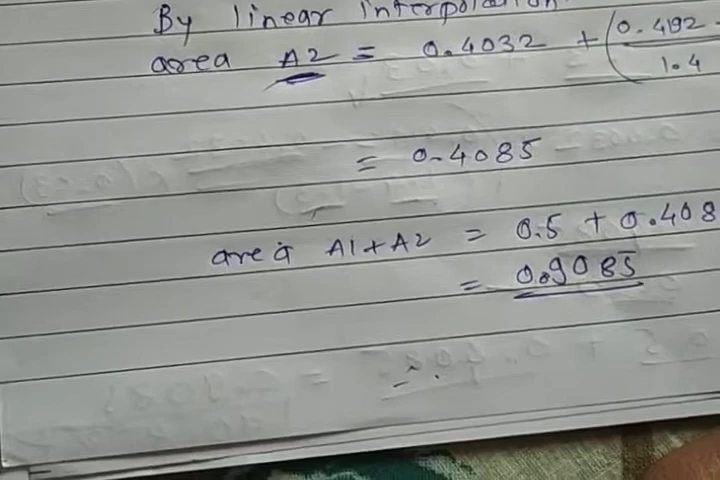 By linear interpolation
area A2 = 0.4032 + (0.492
1.4
= 0.4085
area A1+A2 = 0.5 + 0.408
= 0.9085
∴